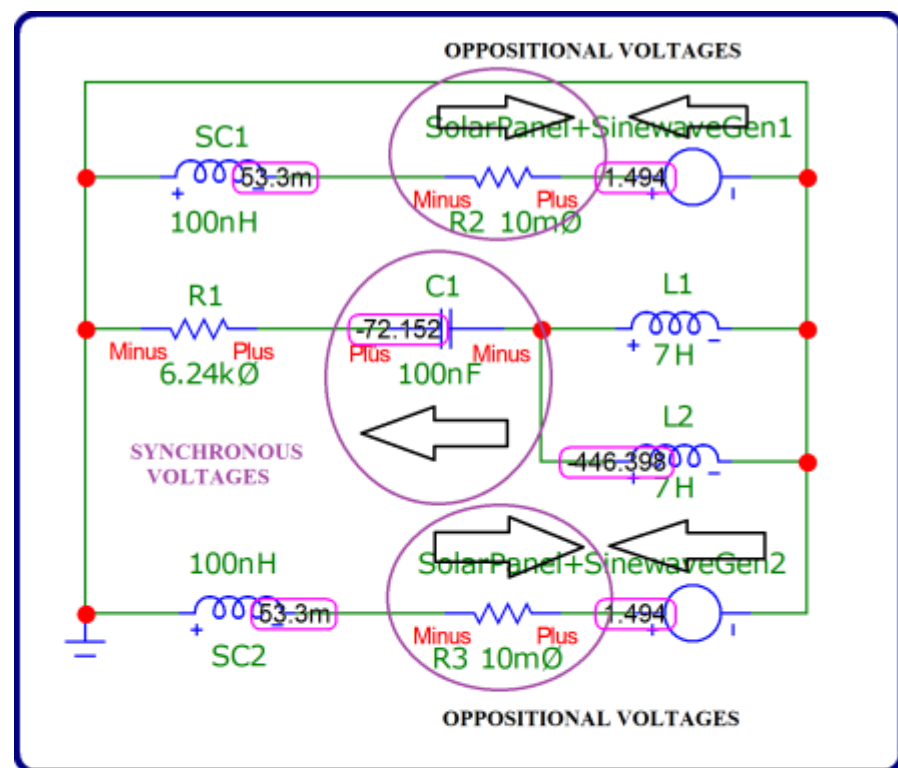 OPPOSITIONAL VOLTAGES
SolarPanel+SinewaveGen1
SC1
53.3m
1.494
+ - + -
Minus Plus
100nH
R2 10mØ
C1
L1
R1
-72.152
Minus Plus Plus Minus
+ -
6.24kØ
100nF
7H
L2
SYNCHRONOUS
VOLTAGES
-446.398
+ -
7H
100nH
SolarPanel+SinewaveGen2
53.3m
1.494
+ - + -
Minus Plus
SC2
R3 10mØ
OPPOSITIONAL VOLTAGES